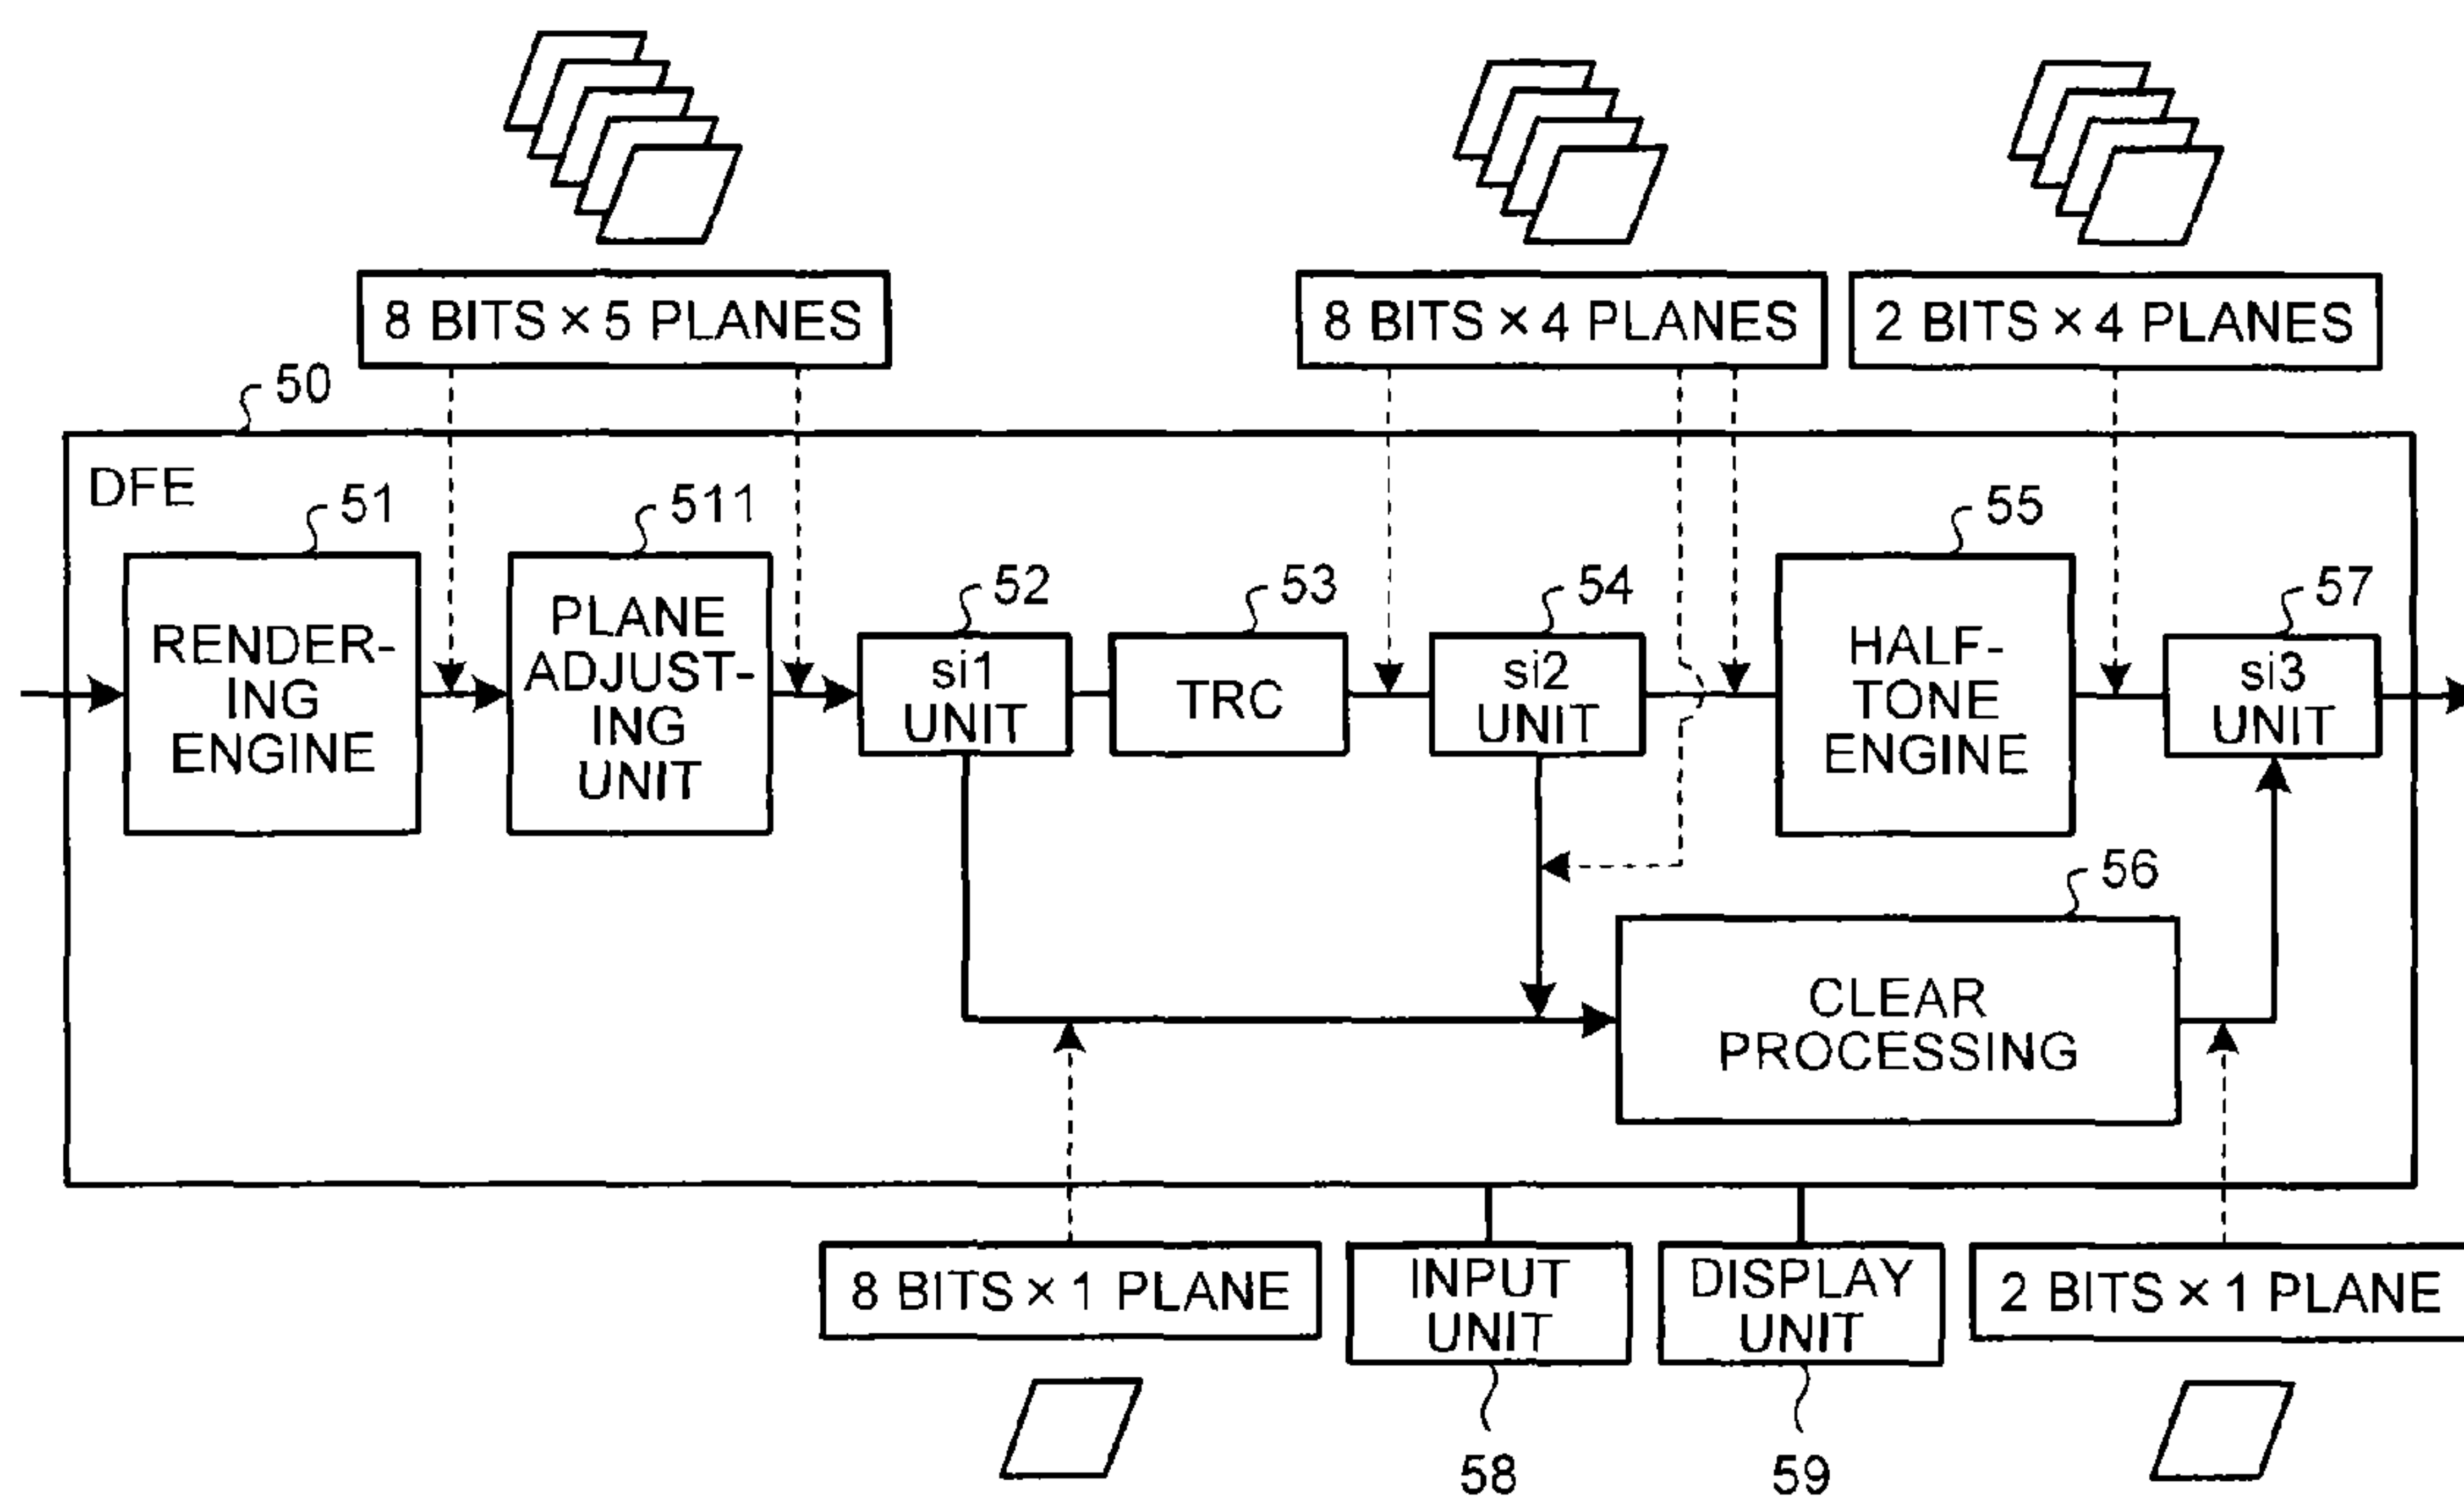 8 BITS × 5 PLANES
8 BITS × 4 PLANES
2 BITS × 4 PLANES
50
DFE
51
511
52
53
54
55
57
RENDER-
ING
ENGINE
PLANE
ADJUST-
ING
UNIT
si1
UNIT
TRC
si2
UNIT
HALF-
TONE
ENGINE
si3
UNIT
56
CLEAR
PROCESSING
8 BITS × 1 PLANE
INPUT
UNIT
DISPLAY
UNIT
2 BITS × 1 PLANE
58
59